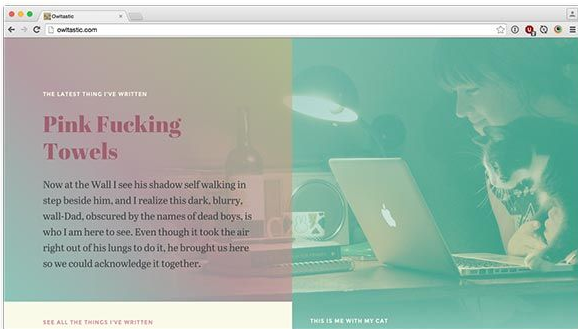 Owltastic
owltastic.com
THE LATEST THING I'VE WRITTEN
Pink Fucking
Towels
Now at the Wall I see his shadow self walking in
step beside him, and I realize this dark, blurry,
wall-Dad, obscured by the names of dead boys, is
who I am here to see. Even though it took the air
right out of his lungs to do it, he brought us here
so we could acknowledge it together.
SEE ALL THE THINGS I'VE WRITTEN
THIS IS ME WITH MY CAT